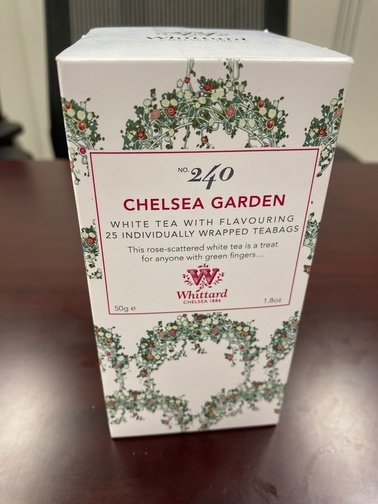 Whittard
NO. 240
CHELSEA GARDEN
WHITE TEA WITH FLAVOURING
25 INDIVIDUALLY WRAPPED TEABAGS
This rose-scattered white tea is a treat
for anyone with green fingers...
W
Whittard
CHELSEA 1886
50g e 1.8oz